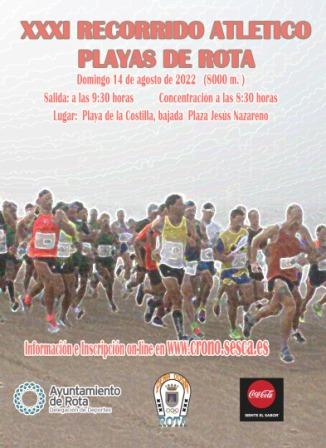 XXXI RECORRIDO ATLETICO
PLAYAS DE ROTA
Domingo 14 de agosto de 2022 (8000 m. )
Salida: a las 9:30 horas Concentración a las 8:30 horas
Lugar: Playa de la Costilla, bajada Plaza Jesús Nazareno
Información e Inscripción on-line en www.crono.sesca.es
Ayuntamiento
de Rota
Delegación de Deportes
ROTA
Coca-Cola
SIENTE EL SABOR